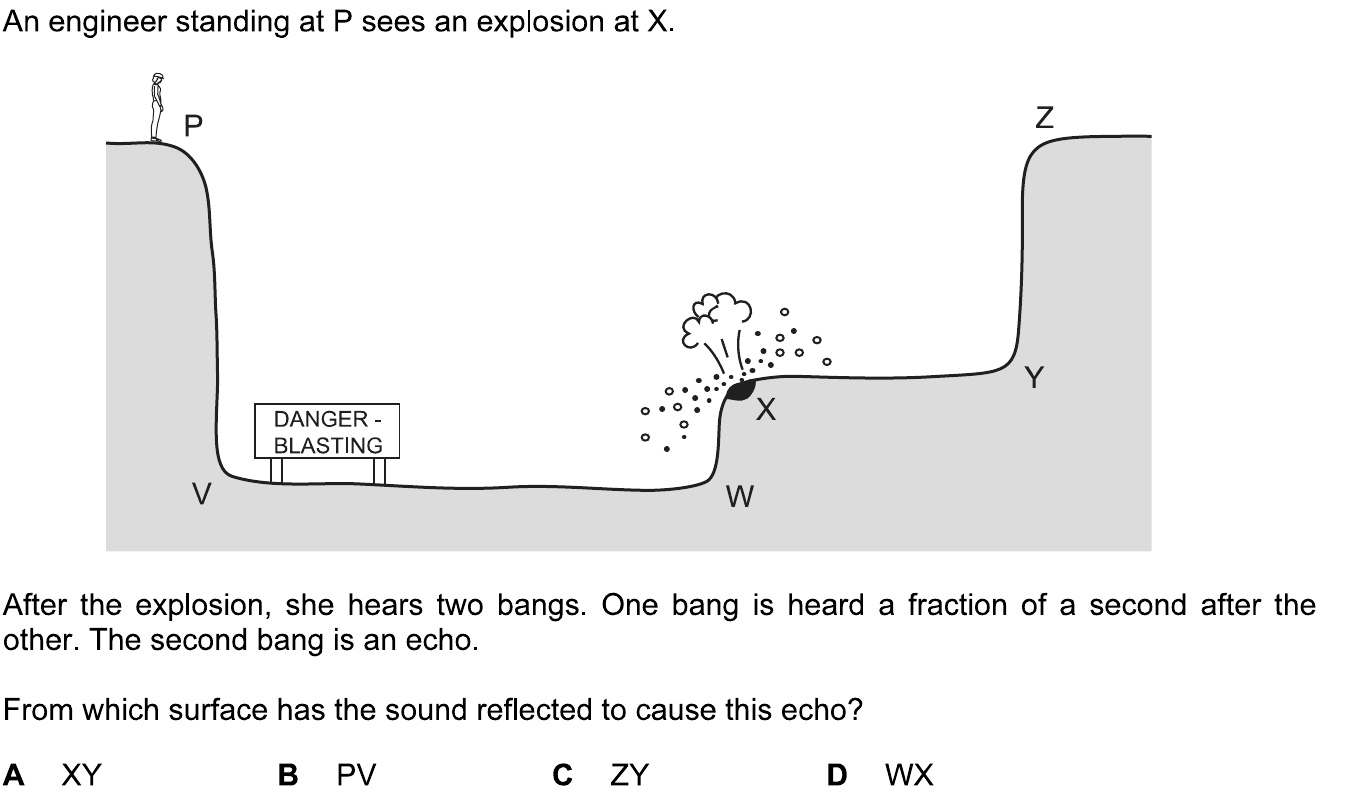 An engineer standing at P sees an explosion at X.
P
Z
DANGER -
BLASTING
X
Y
V
W
After the explosion, she hears two bangs. One bang is heard a fraction of a second after the
other. The second bang is an echo.
From which surface has the sound reflected to cause this echo?
A XY B PV C ZY D WX